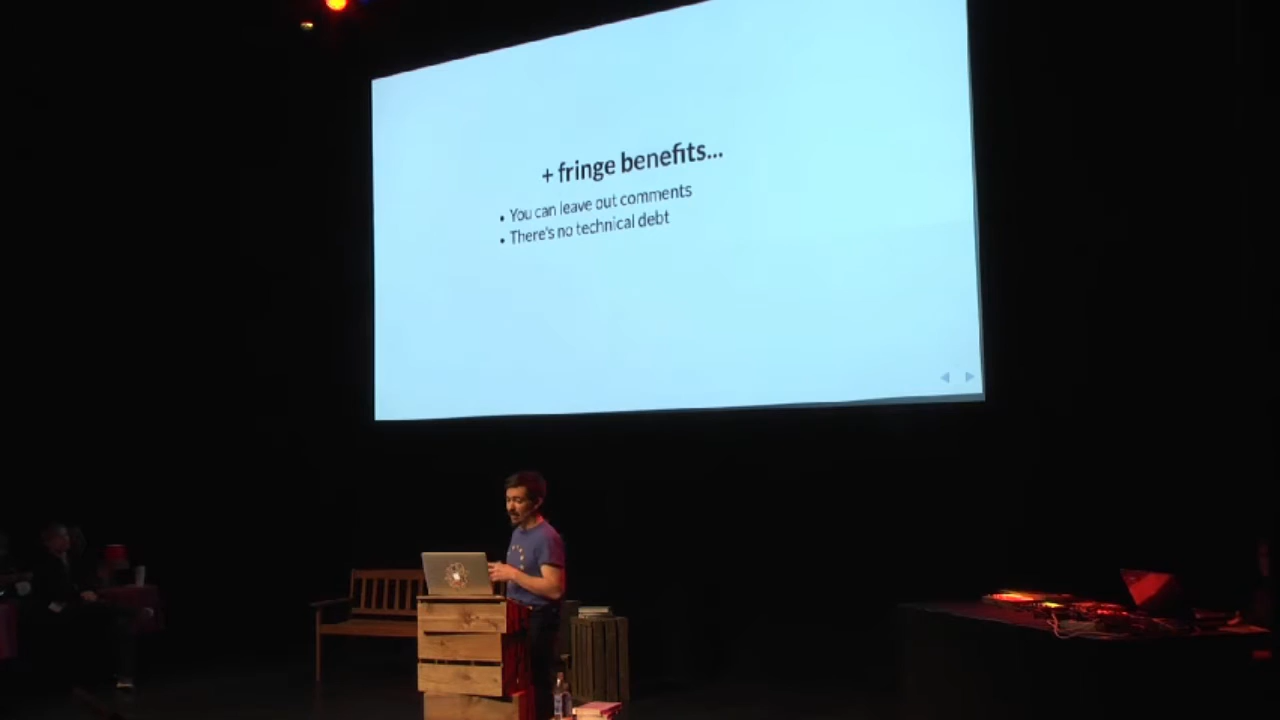 + fringe benefits...
• You can leave out comments
• There's no technical debt